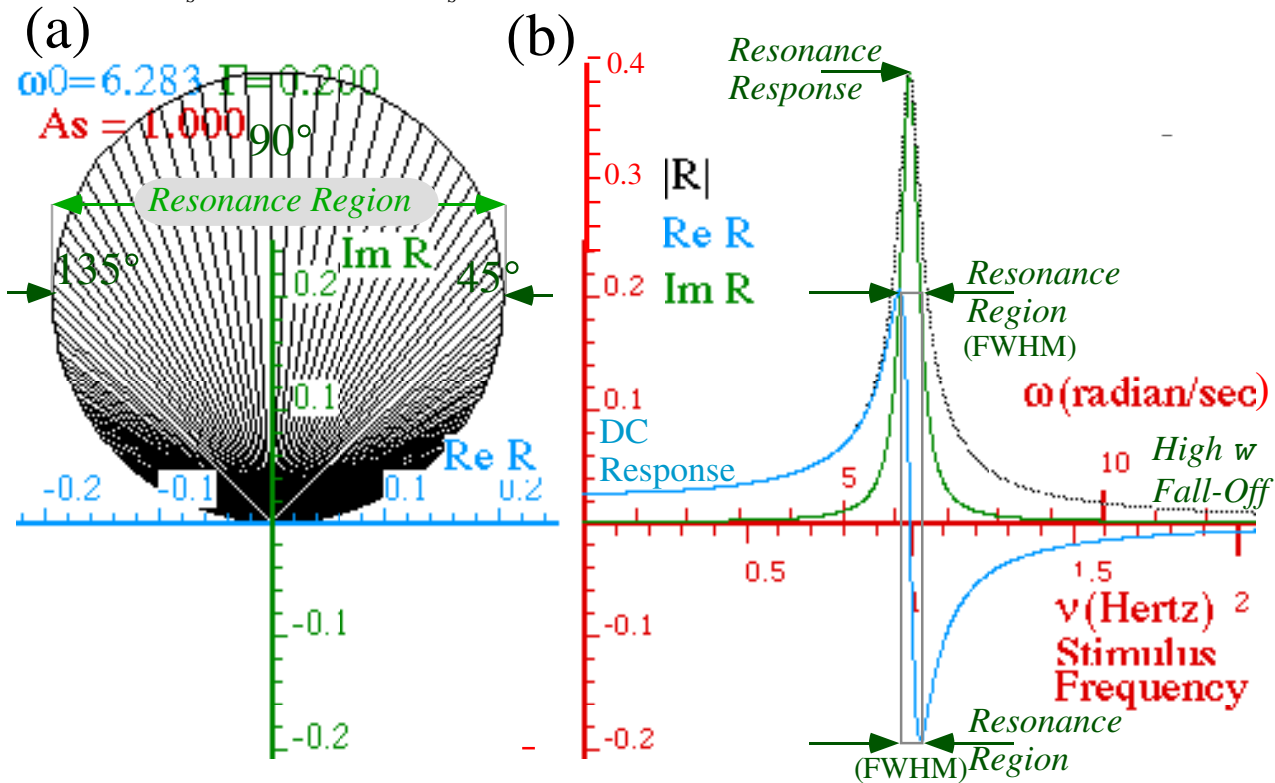 (a)
ω0=6.283 Γ=0.200
As = 1.000
90°
Resonance Region
135°
45°
Im R
0.2
0.1
Re R
-0.2
-0.1
0.1
0.2
-0.1
-0.2
(b)
0.4
0.3
0.2
0.1
-0.1
-0.2
Resonance
Response
|R|
Re R
Im R
Resonance
Region
(FWHM)
ω(radian/sec)
DC
Response
5
10
High w
Fall-Off
0.5
1
1.5
2
ν(Hertz)
Stimulus
Frequency
Resonance
Region
(FWHM)